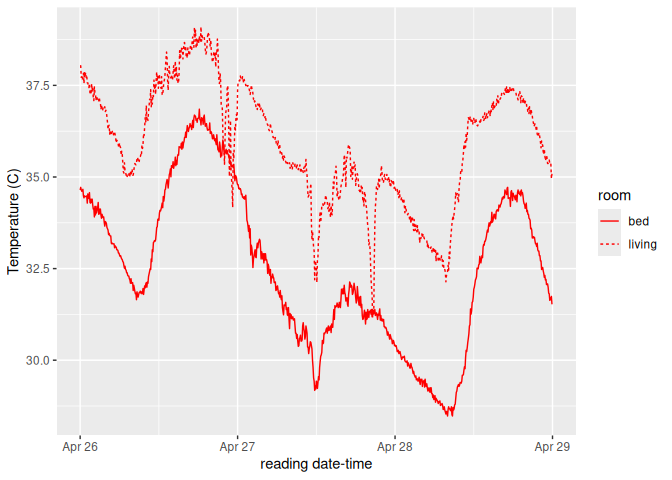 37.5
35.0
32.5
30.0
Temperature (C)
Apr 26
Apr 27
Apr 28
Apr 29
reading date-time
room
bed
living